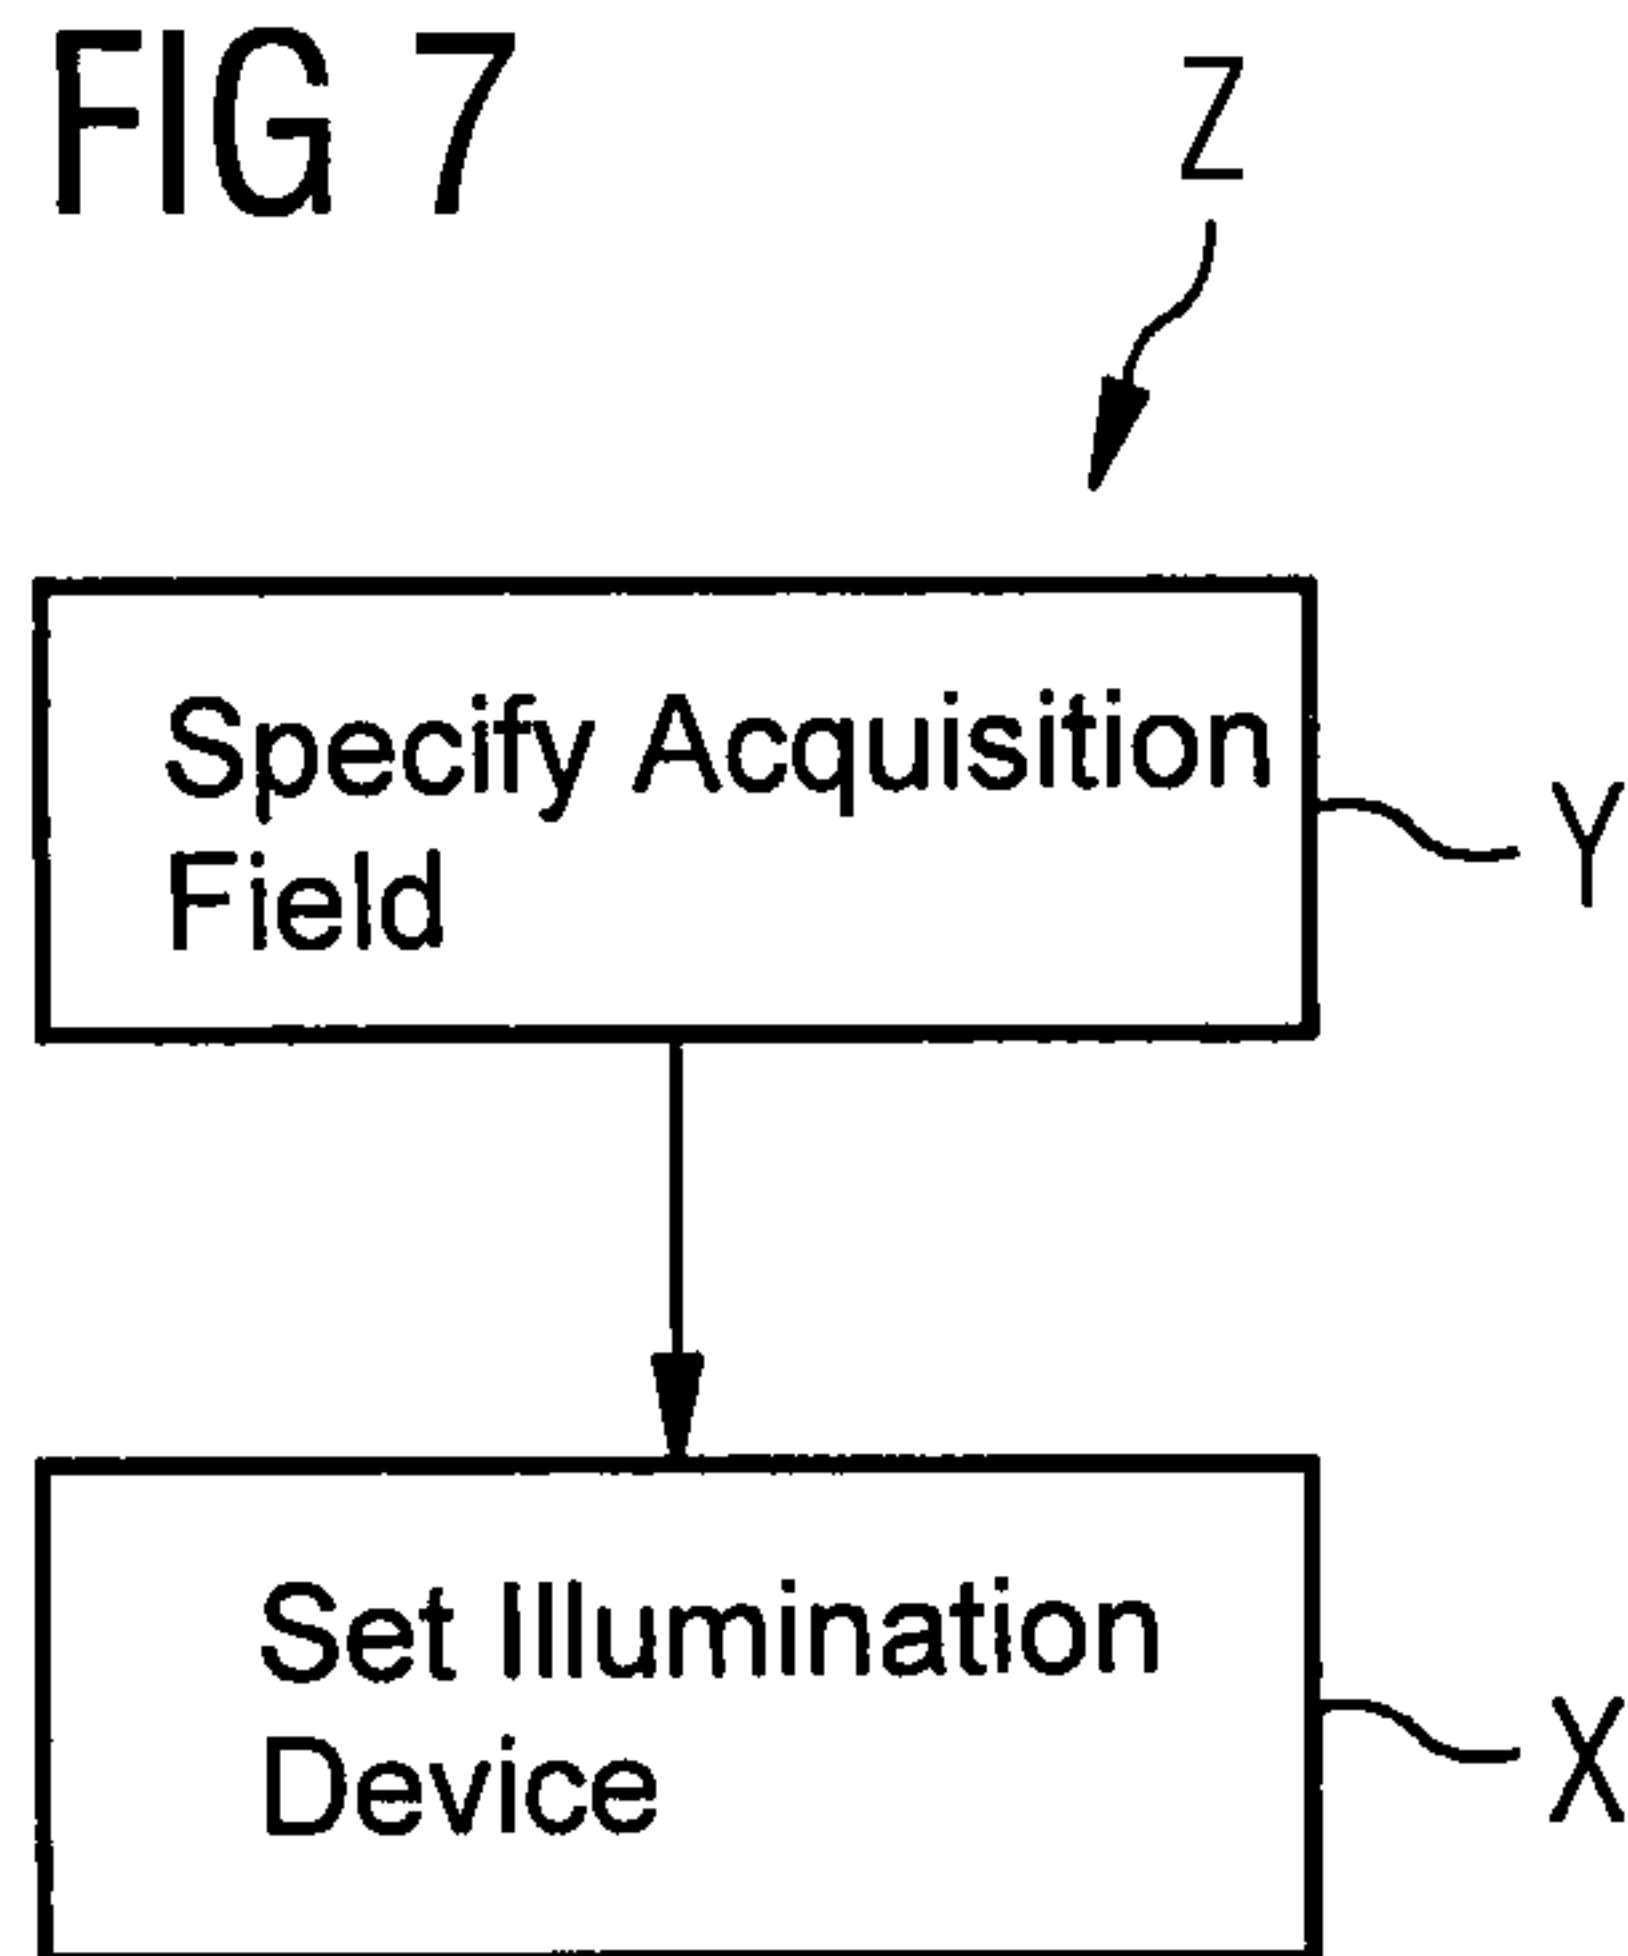 FIG 7
Z
Specify Acquisition
Field
Y
Set Illumination
Device
X